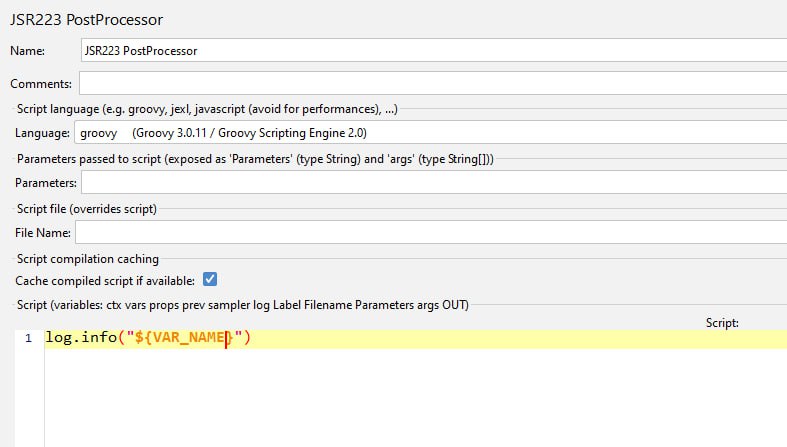 JSR223 PostProcessor
Name: JSR223 PostProcessor
Comments:
Script language (e.g. groovy, jexl, javascript (avoid for performances), ...)
Language: groovy (Groovy 3.0.11 / Groovy Scripting Engine 2.0)
Parameters passed to script (exposed as 'Parameters' (type String) and 'args' (type String[]))
Parameters:
Script file (overrides script)
File Name:
Script compilation caching
Cache compiled script if available:
Script (variables: ctx vars props prev sampler log Label Filename Parameters args OUT)
Script:
1 log.info("${VAR_NAME}")